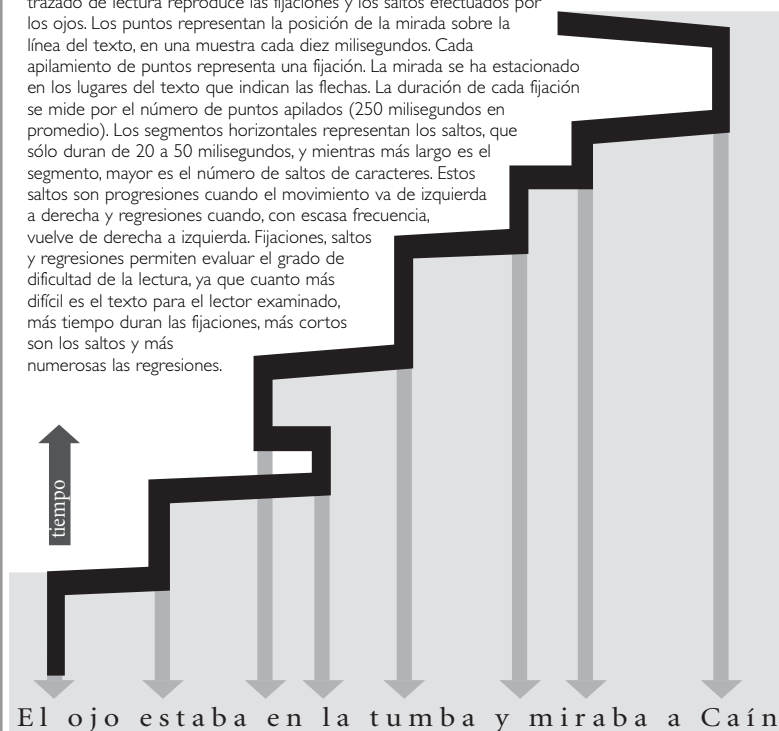 trazado de lectura reproduce las fijaciones y los saltos efectuados por
los ojos. Los puntos representan la posición de la mirada sobre la
línea del texto, en una muestra cada diez milisegundos. Cada
apilamiento de puntos representa una fijación. La mirada se ha estacionado
en los lugares del texto que indican las flechas. La duración de cada fijación
se mide por el número de puntos apilados (250 milisegundos en
promedio). Los segmentos horizontales representan los saltos, que
sólo duran de 20 a 50 milisegundos, y mientras más largo es el
segmento, mayor es el número de saltos de caracteres. Estos
saltos son progresiones cuando el movimiento va de izquierda
a derecha y regresiones cuando, con escasa frecuencia,
vuelve de derecha a izquierda. Fijaciones, saltos
y regresiones permiten evaluar el grado de
dificultad de la lectura, ya que cuanto más
difícil es el texto para el lector examinado,
más tiempo duran las fijaciones, más cortos
son los saltos y más
numerosas las regresiones.
tiempo
El ojo estaba en la tumba y miraba a Caín